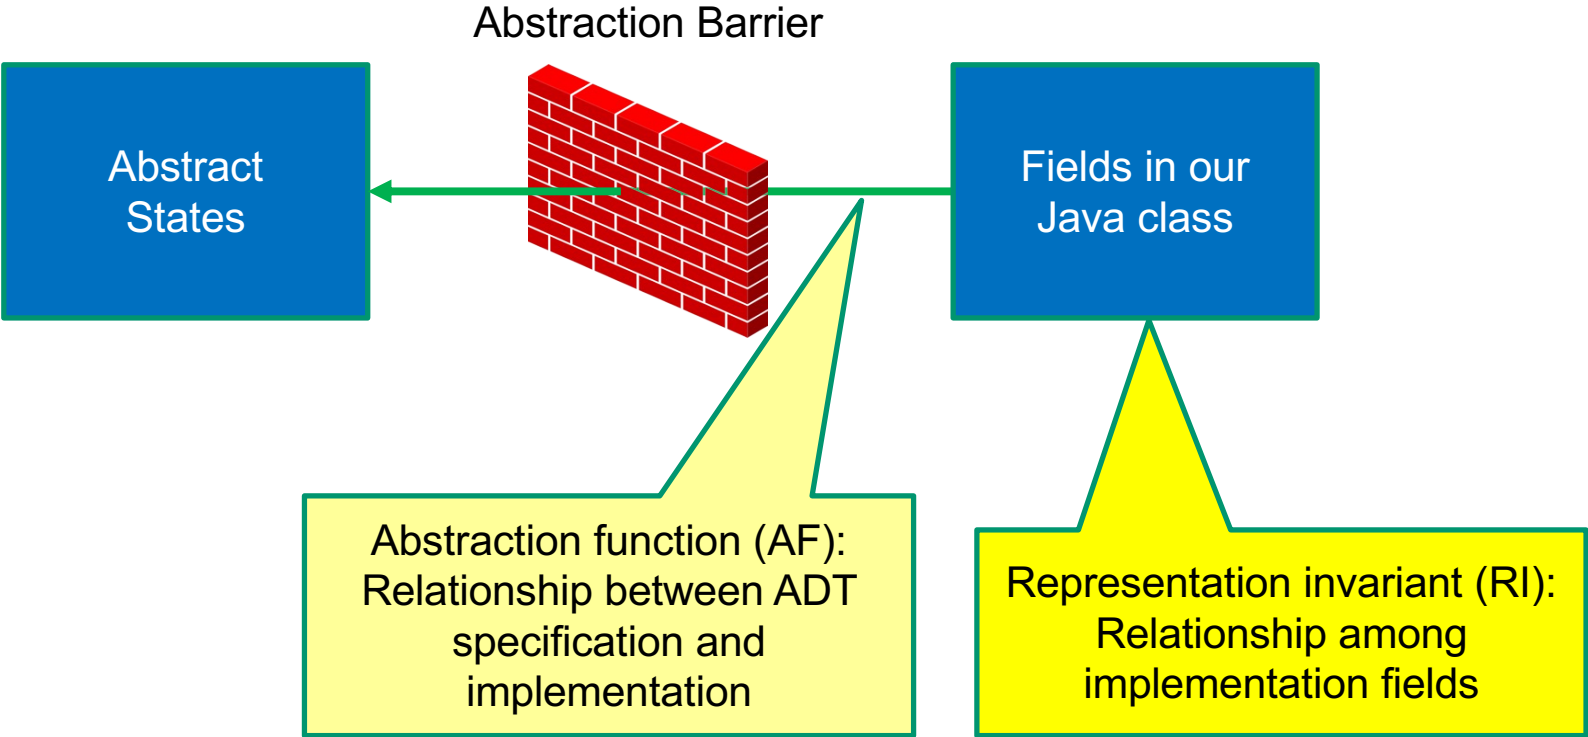 Abstraction Barrier
Abstract
States
Fields in our
Java class
Abstraction function (AF):
Relationship between ADT
specification and
implementation
Representation invariant (RI):
Relationship among
implementation fields